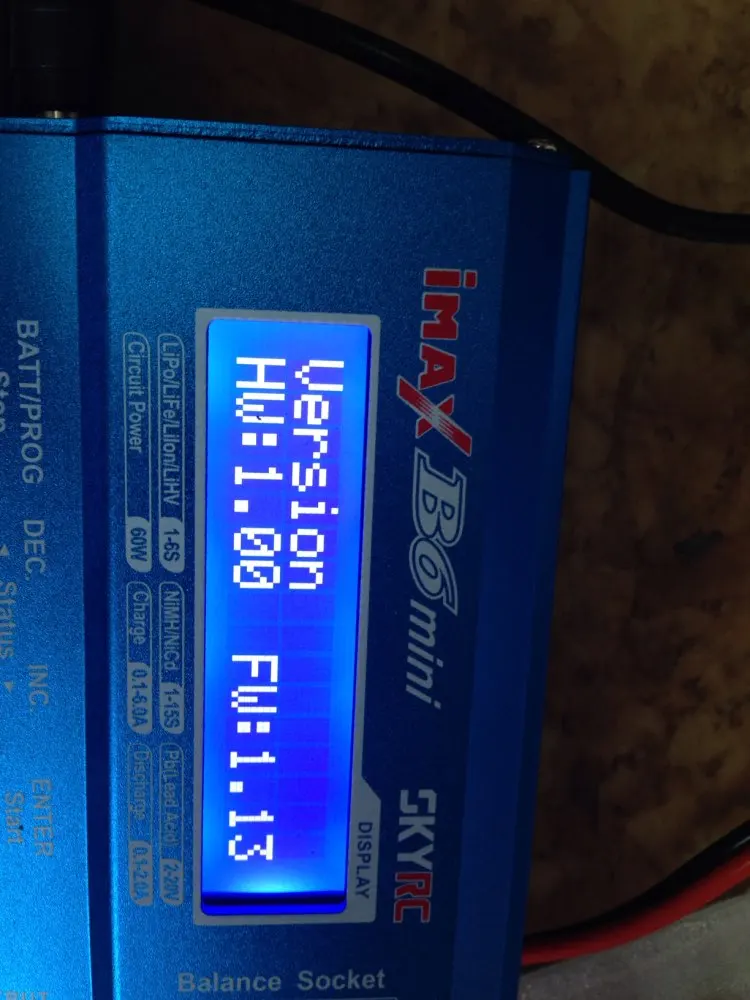 iMAX B6mini SKYRC
DISPLAY
Version
HW:1.00 FW:1.13
LiPo/LiFe/LiIon/LiHV 1-6S NiMH/NiCd 1-15S Pb(Lead Acid) 2-20V
Circuit Power 60W Charge 0.1-6.0A Discharge 0.1-2.0A
Balance Socket
BATT/PROG DEC. INC. ENTER
Stop ◄ Status ► Start